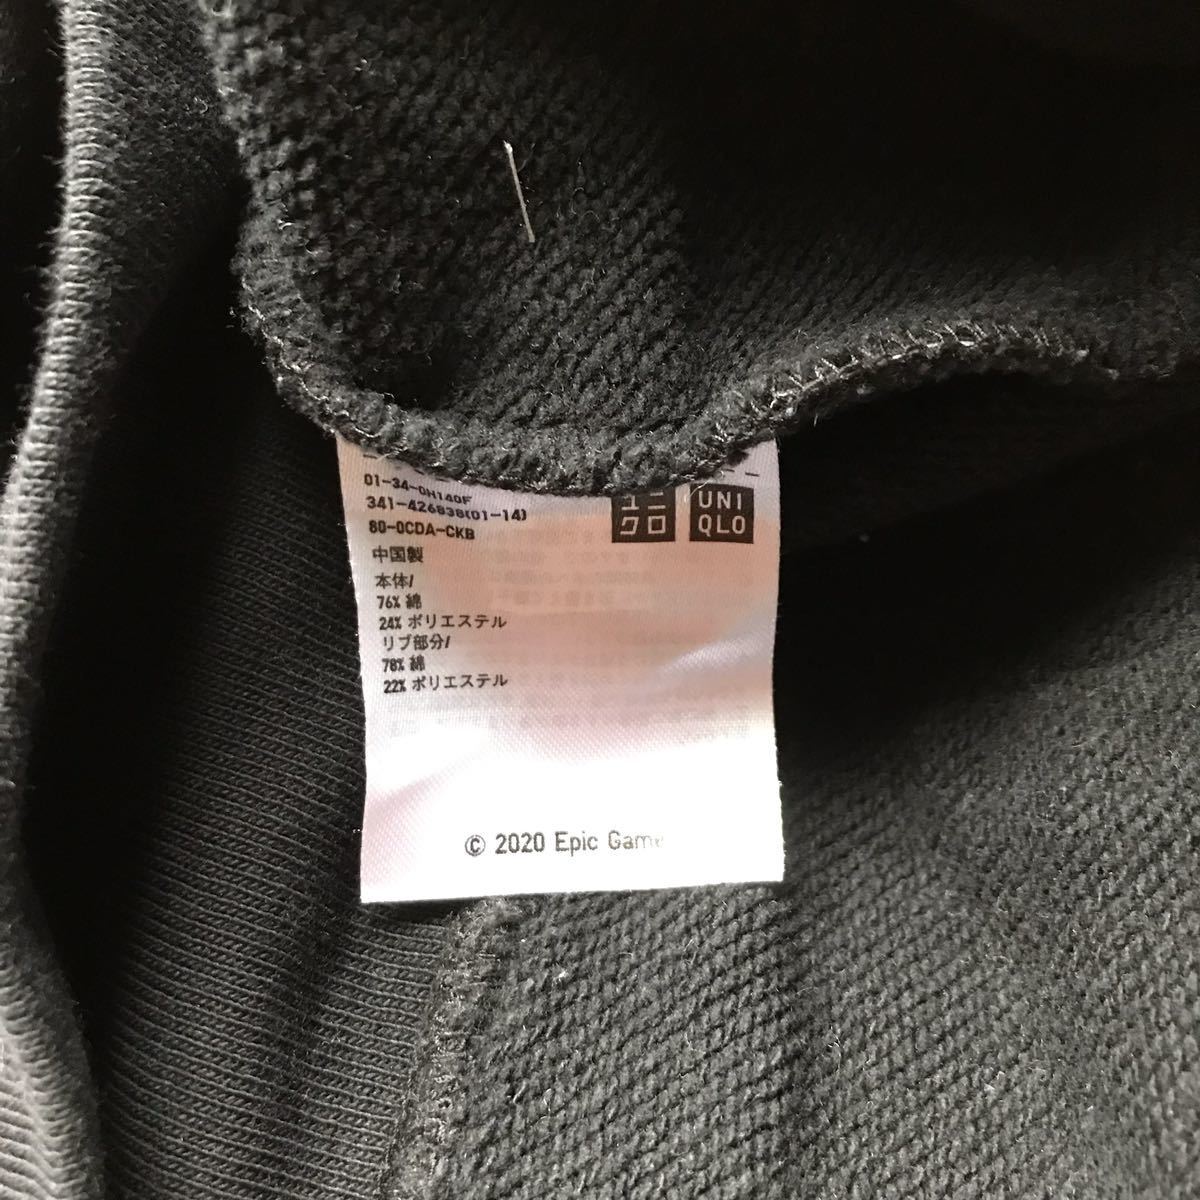 01-34-0H140F
341-426838(01-14)
80-0CDA-CKB
ユニ
クロ
UNI
QLO
中国製
本体/
76% 綿
24% ポリエステル
リブ部分/
78% 綿
22% ポリエステル
© 2020 Epic